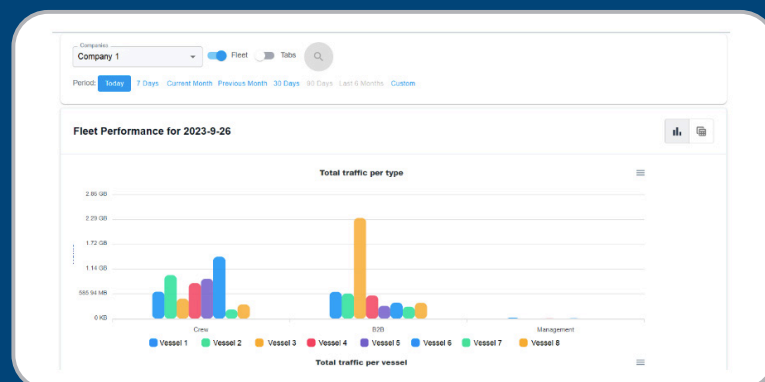 Companies
Company 1
Fleet
Tabs
Period: Today 7 Days Current Month Previous Month 30 Days 90 Days Last 6 Months Custom
Fleet Performance for 2023-9-26
Total traffic per type
2.86 GB
2.29 GB
1.72 GB
1.14 GB
585.94 MB
0 KB
Crew B2B Management
Vessel 1 Vessel 2 Vessel 3 Vessel 4 Vessel 5 Vessel 6 Vessel 7 Vessel 8
Total traffic per vessel